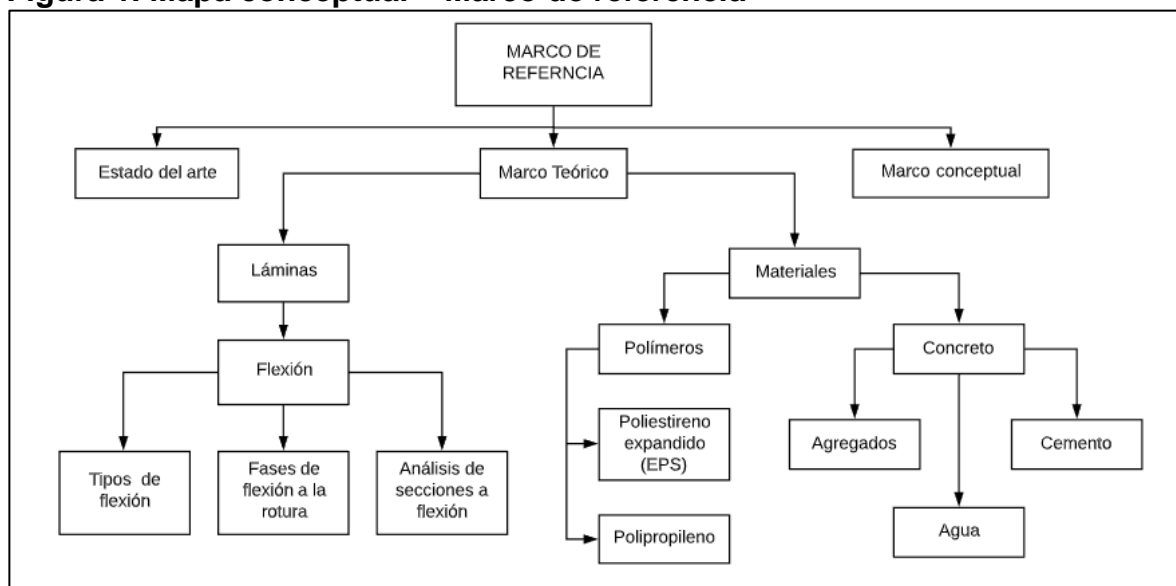 Figura 1. Mapa conceptual – Marco de referencia
MARCO DE
REFERNCIA
Estado del arte
Marco Teórico
Marco conceptual
Láminas
Materiales
Flexión
Polímeros
Concreto
Tipos de
flexión
Fases de
flexión a la
rotura
Análisis de
secciones a
flexión
Poliestireno
expandido
(EPS)
Agregados
Cemento
Polipropileno
Agua